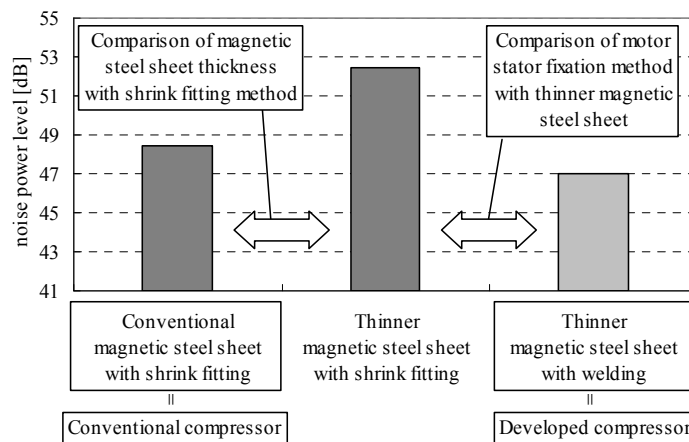 noise power level [dB]
55
53
51
49
47
45
43
41
Comparison of magnetic
steel sheet thickness
with shrink fitting method
Comparison of motor
stator fixation method
with thinner magnetic
steel sheet
Conventional
magnetic steel sheet
with shrink fitting
Thinner
magnetic steel sheet
with shrink fitting
Thinner
magnetic steel sheet
with welding
=
Conventional compressor
=
Developed compressor